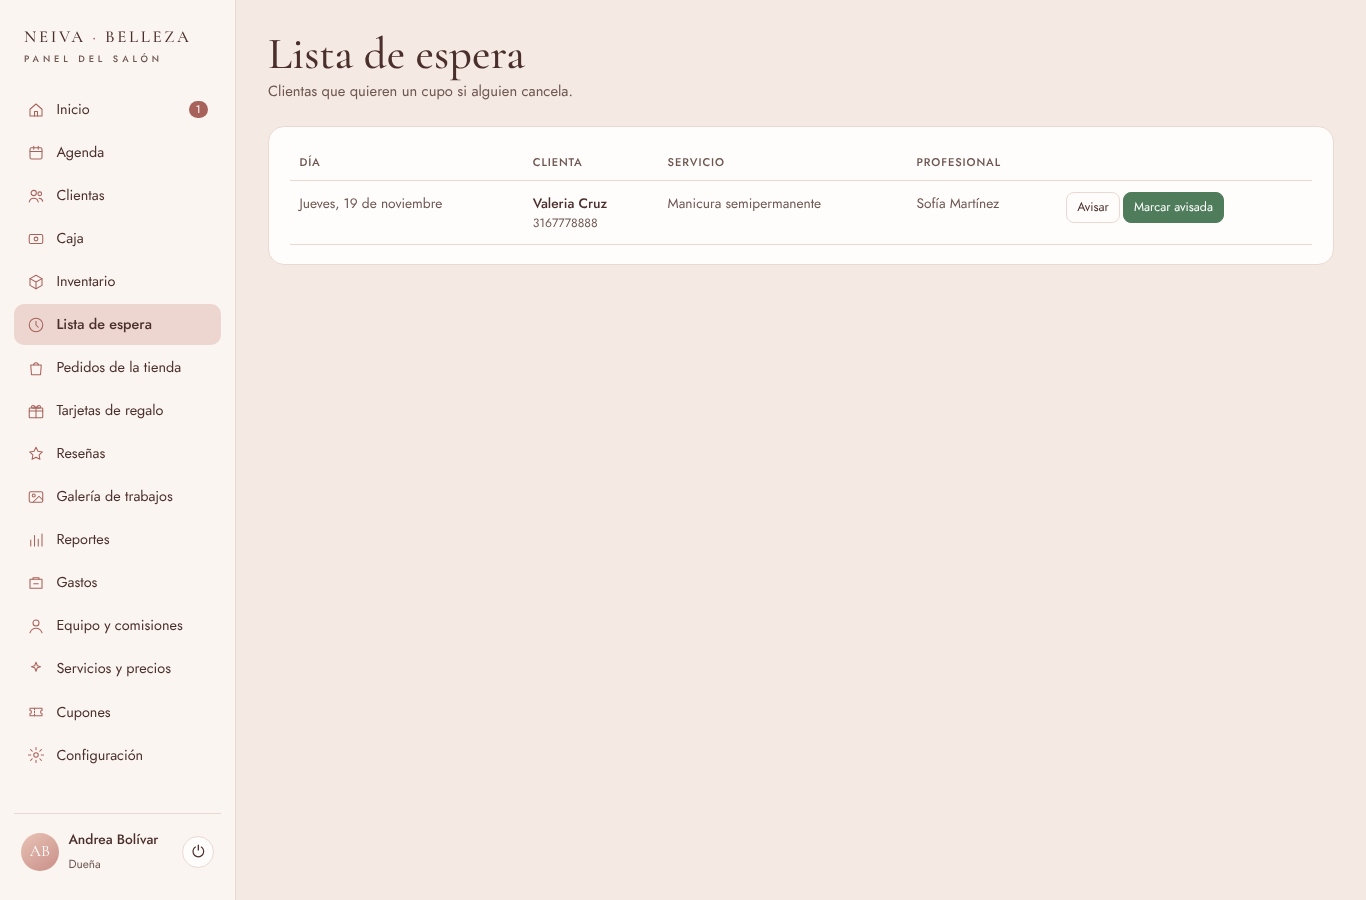 NEIVA · BELLEZA
PANEL DEL SALÓN
Inicio 1
Agenda
Clientas
Caja
Inventario
Lista de espera
Pedidos de la tienda
Tarjetas de regalo
Reseñas
Galería de trabajos
Reportes
Gastos
Equipo y comisiones
Servicios y precios
Cupones
Configuración
AB
Andrea Bolívar
Dueña
Lista de espera
Clientas que quieren un cupo si alguien cancela.
DÍA CLIENTA SERVICIO PROFESIONAL
Jueves, 19 de noviembre Valeria Cruz Manicura semipermanente Sofía Martínez Avisar Marcar avisada
3167778888